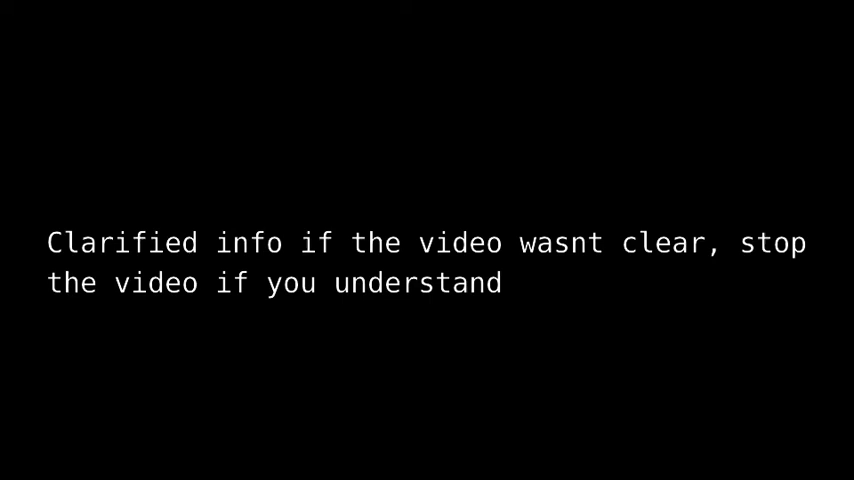 Clarified info if the video wasnt clear, stop
the video if you understand